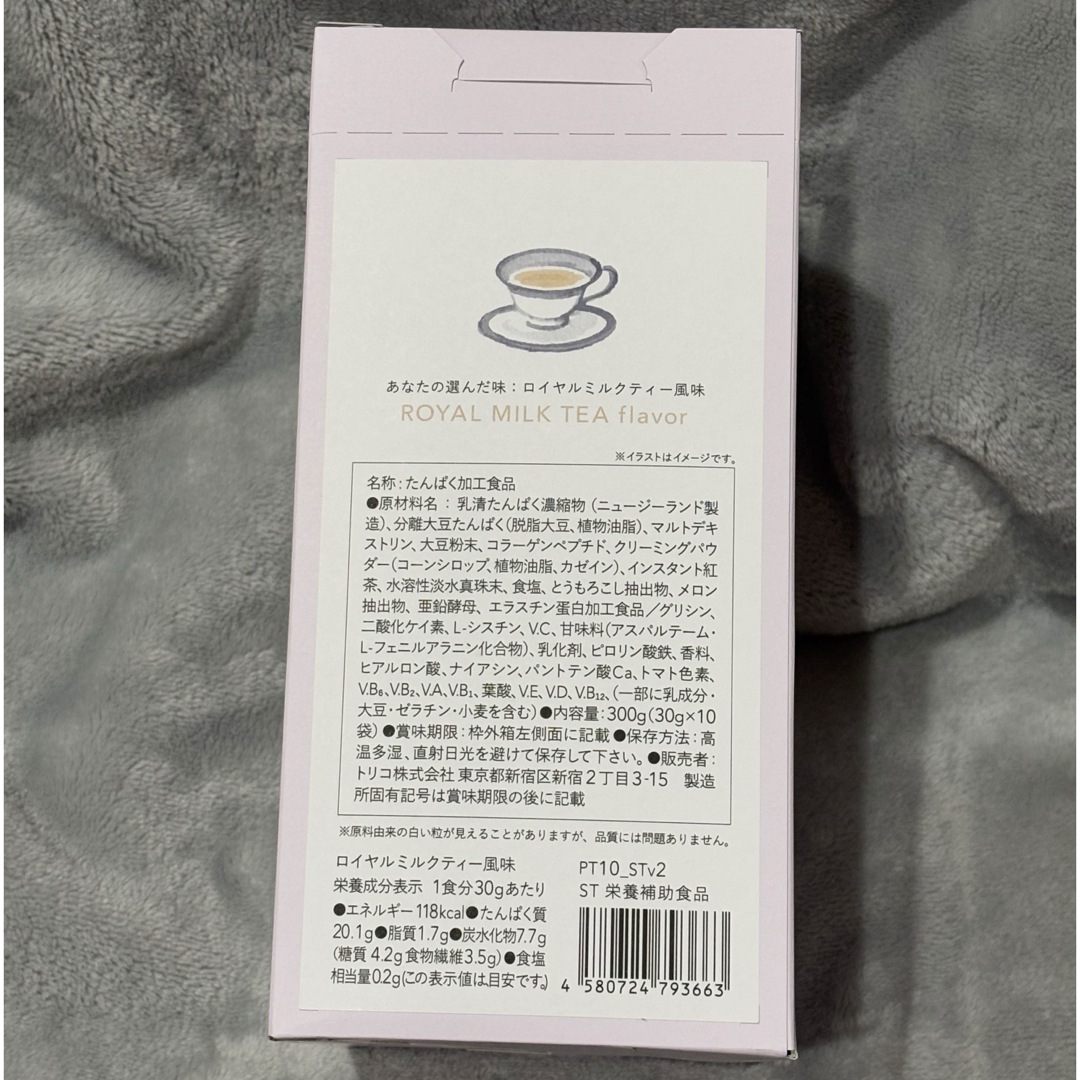 あなたの選んだ味：ロイヤルミルクティー風味
ROYAL MILK TEA flavor
※イラストはイメージです。
名称：たんぱく加工食品
●原材料名：乳清たんぱく濃縮物（ニュージーランド製
造）、分離大豆たんぱく（脱脂大豆、植物油脂）、マルトデキ
ストリン、大豆粉末、コラーゲンペプチド、クリーミングパウ
ダー（コーンシロップ、植物油脂、カゼイン）、インスタント紅
茶、水溶性淡水真珠末、食塩、とうもろこし抽出物、メロン
抽出物、亜鉛酵母、エラスチン蛋白加工食品／グリシン、
二酸化ケイ素、L-シスチン、V.C、甘味料（アスパルテーム・
L-フェニルアラニン化合物）、乳化剤、ピロリン酸鉄、香料、
ヒアルロン酸、ナイアシン、パントテン酸Ca、トマト色素、
V.B₆、V.B₂、V.A、V.B₁、葉酸、V.E、V.D、V.B₁₂、（一部に乳成分・
大豆・ゼラチン・小麦を含む）●内容量：300g（30g×10
袋）●賞味期限：枠外箱左側面に記載●保存方法：高
温多湿、直射日光を避けて保存して下さい。●販売者：
トリコ株式会社 東京都新宿区新宿２丁目3-15　製造
所固有記号は賞味期限の後に記載
※原料由来の白い粒が見えることがありますが、品質には問題ありません。
ロイヤルミルクティー風味
栄養成分表示 1食分30gあたり
●エネルギー118kcal●たんぱく質
20.1g●脂質1.7g●炭水化物7.7g
（糖質 4.2g 食物繊維3.5g）●食塩
相当量0.2g（この表示値は、目安です。）
PT10_STv2
ST 栄養補助食品
4 580724 793663